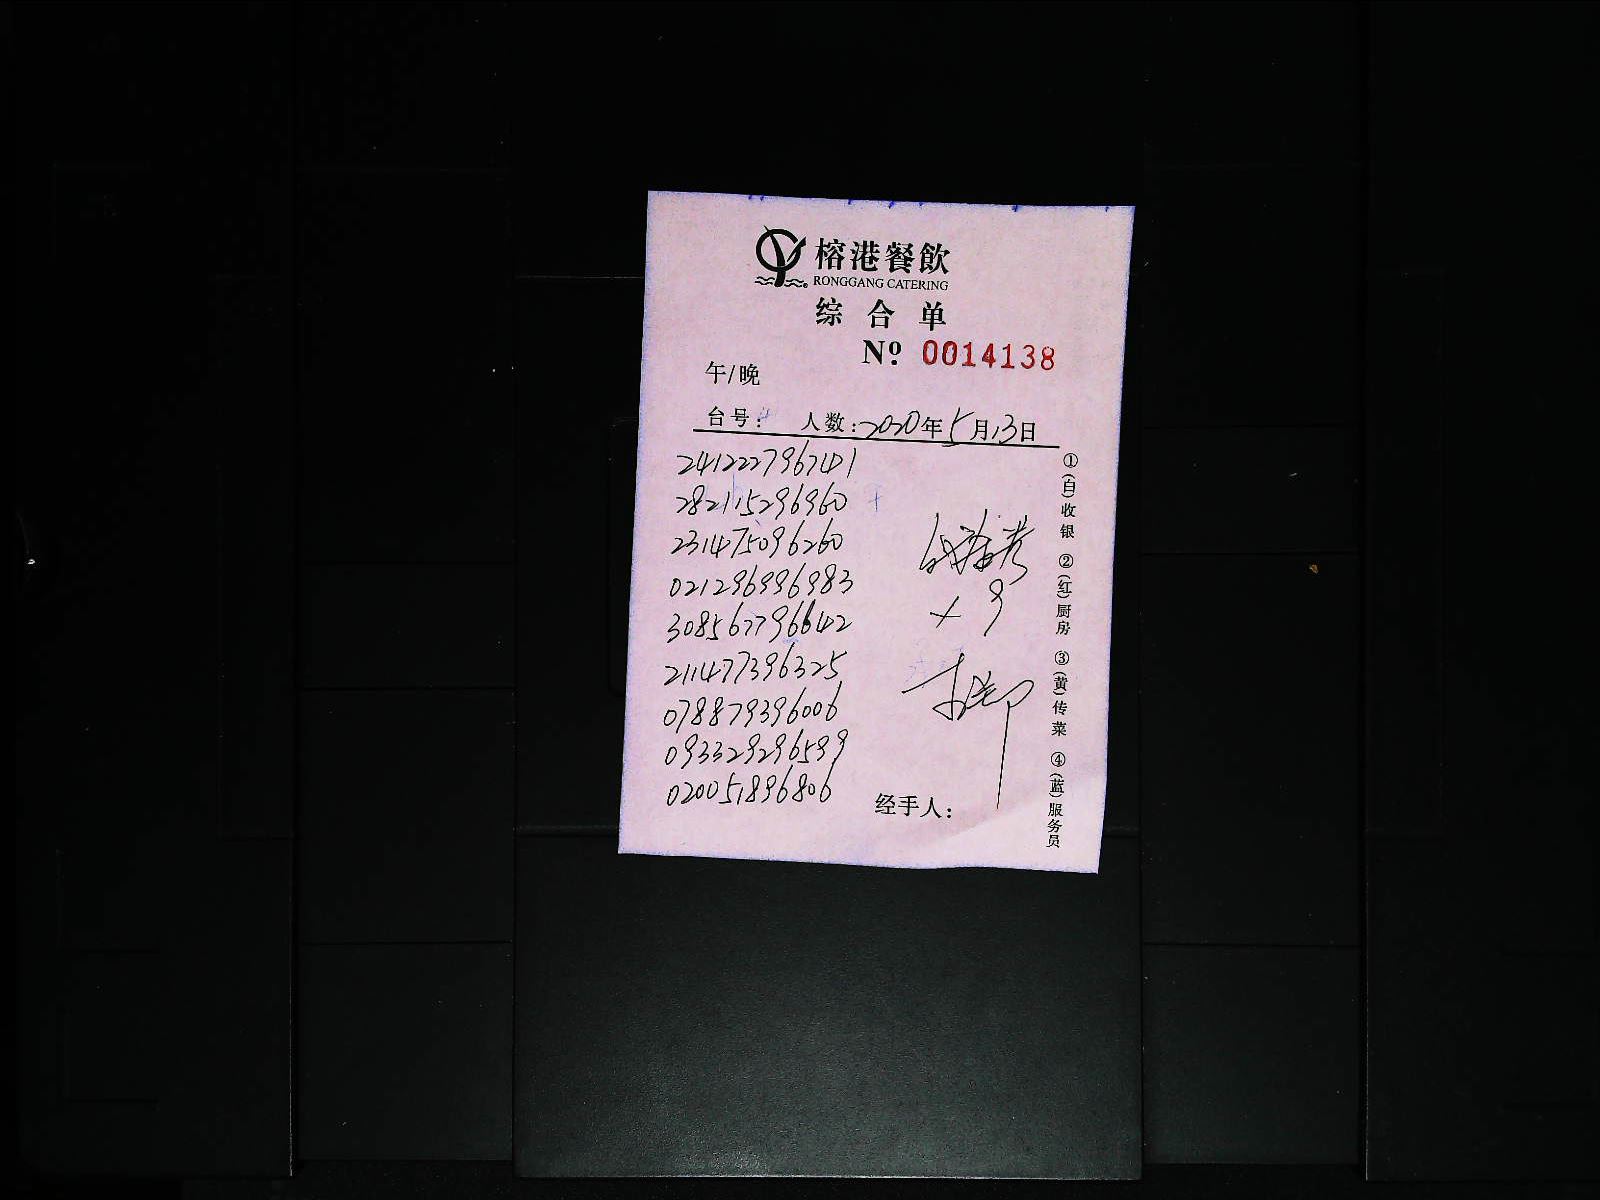 榕港餐飲
RONGGANG CATERING
综合单
Nº 0014138
午/晚
台号: 人数: 2020年5月13日
241222796741
282115296960
231475096260
021296996983
308567796642
211477396325
078879396006
093329296599
020051896806
× 9
经手人:
①(白)收银 ②(红)厨房 ③(黄)传菜 ④(蓝)服务员